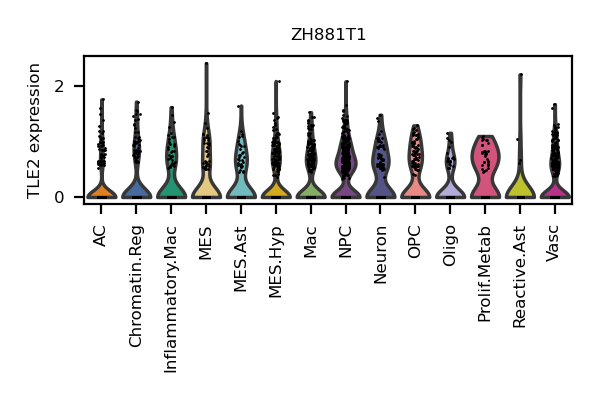 ZH881T1
TLE2 expression
2
0
AC
Chromatin.Reg
Inflammatory.Mac
MES
MES.Ast
MES.Hyp
Mac
NPC
Neuron
OPC
Oligo
Prolif.Metab
Reactive.Ast
Vasc